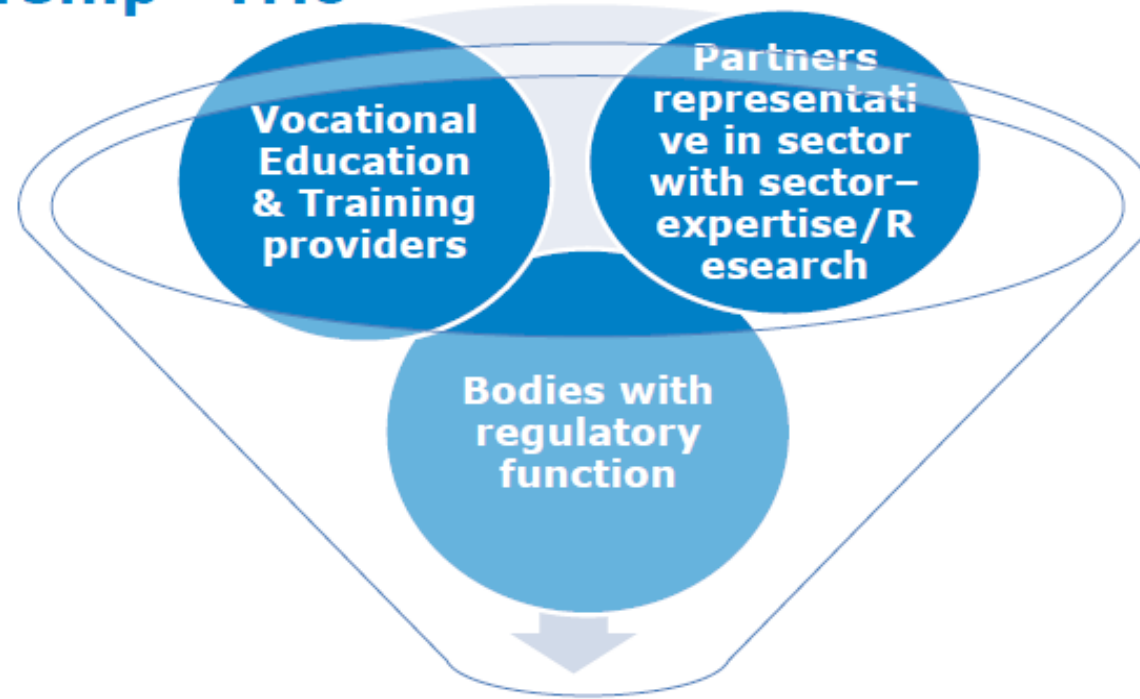 Vocational
Education
& Training
providers
Partners
representati
ve in sector
with sector–
expertise/R
esearch
Bodies with
regulatory
function